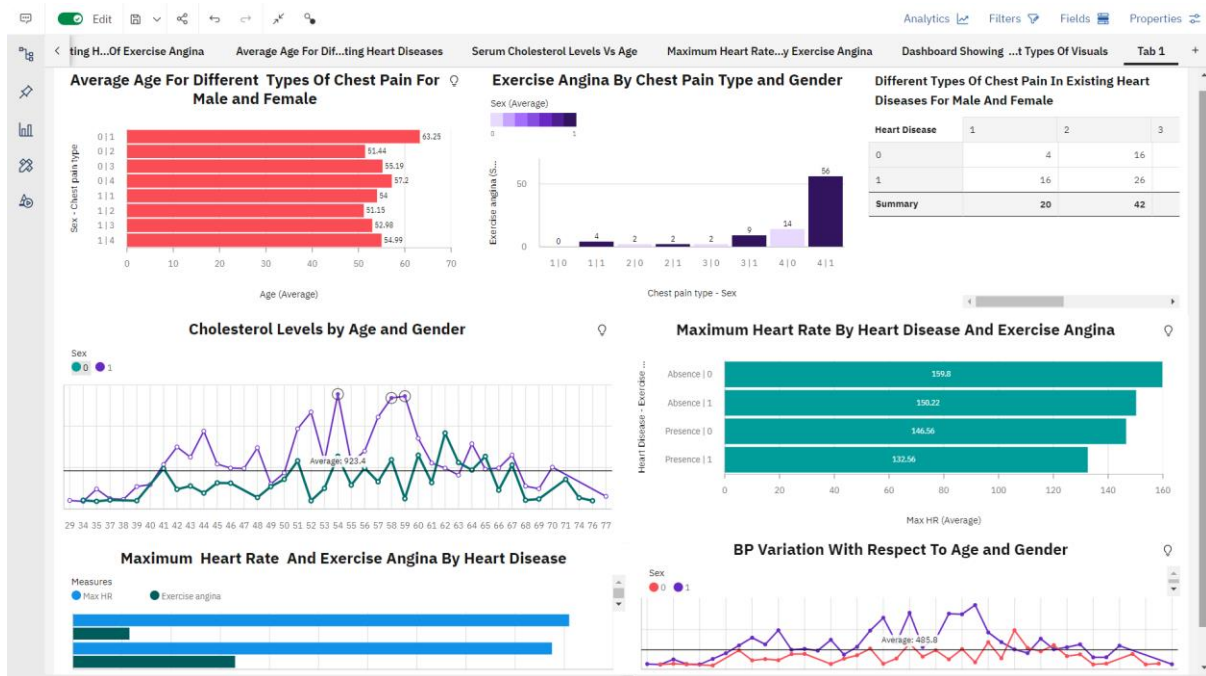 Edit
Analytics Filters Fields Properties
ting H...Of Exercise Angina Average Age For Dif...ting Heart Diseases Serum Cholesterol Levels Vs Age Maximum Heart Rate...y Exercise Angina Dashboard Showing ...t Types Of Visuals Tab 1 +
Average Age For Different Types Of Chest Pain For
Male and Female
Sex - Chest pain type
0 | 1 63.25
0 | 2 51.44
0 | 3 55.19
0 | 4 57.2
1 | 1 54
1 | 2 51.15
1 | 3 52.98
1 | 4 54.99
0 10 20 30 40 50 60 70
Age (Average)
Exercise Angina By Chest Pain Type and Gender
Sex (Average)
0 1
Exercise angina (S...
50
0
0 4 2 2 2 9 14 56
1 | 0 1 | 1 2 | 0 2 | 1 3 | 0 3 | 1 4 | 0 4 | 1
Chest pain type - Sex
Different Types Of Chest Pain In Existing Heart
Diseases For Male And Female
Heart Disease 1 2 3
0 4 16
1 16 26
Summary 20 42
Cholesterol Levels by Age and Gender
Sex
0 1
Average: 923.4
29 34 35 37 38 39 40 41 42 43 44 45 46 47 48 49 50 51 52 53 54 55 56 57 58 59 60 61 62 63 64 65 66 67 68 69 70 71 74 76 77
Maximum Heart Rate By Heart Disease And Exercise Angina
Heart Disease - Exercise ...
Absence | 0 159.8
Absence | 1 150.22
Presence | 0 146.56
Presence | 1 132.56
0 20 40 60 80 100 120 140 160
Max HR (Average)
Maximum Heart Rate And Exercise Angina By Heart Disease
Measures
Max HR Exercise angina
BP Variation With Respect To Age and Gender
Sex
0 1
Average: 485.8